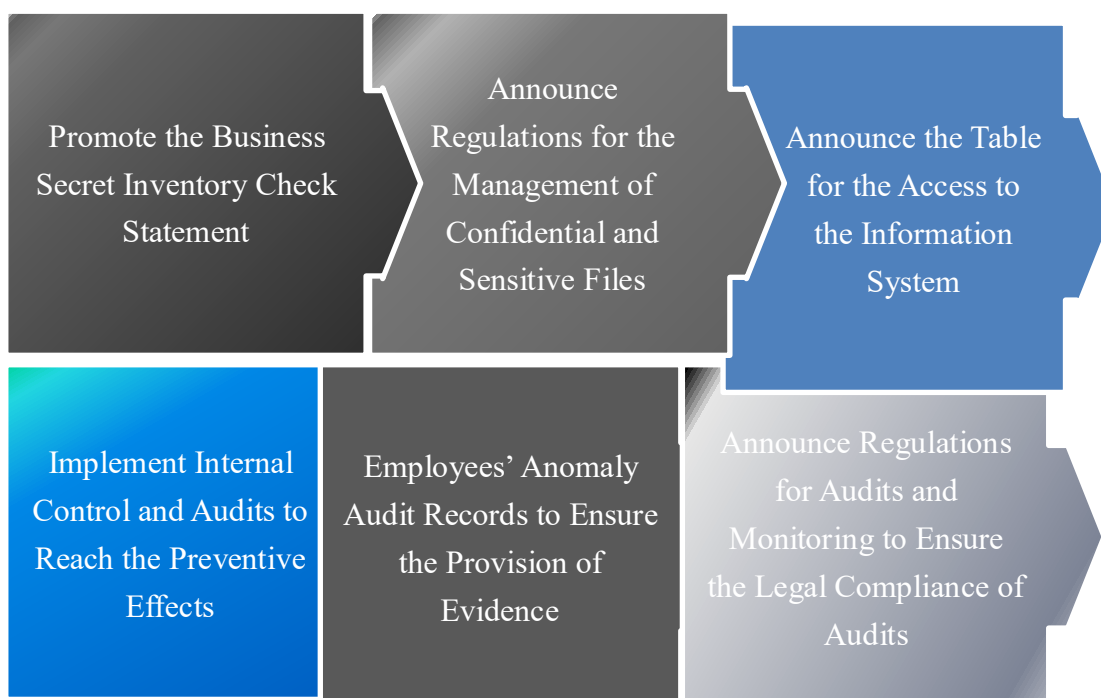 Promote the Business
Secret Inventory Check
Statement
Announce
Regulations for the
Management of
Confidential and
Sensitive Files
Announce the Table
for the Access to
the Information
System
Implement Internal
Control and Audits to
Reach the Preventive
Effects
Employees’ Anomaly
Audit Records to Ensure
the Provision of
Evidence
Announce Regulations
for Audits and
Monitoring to Ensure
the Legal Compliance of
Audits